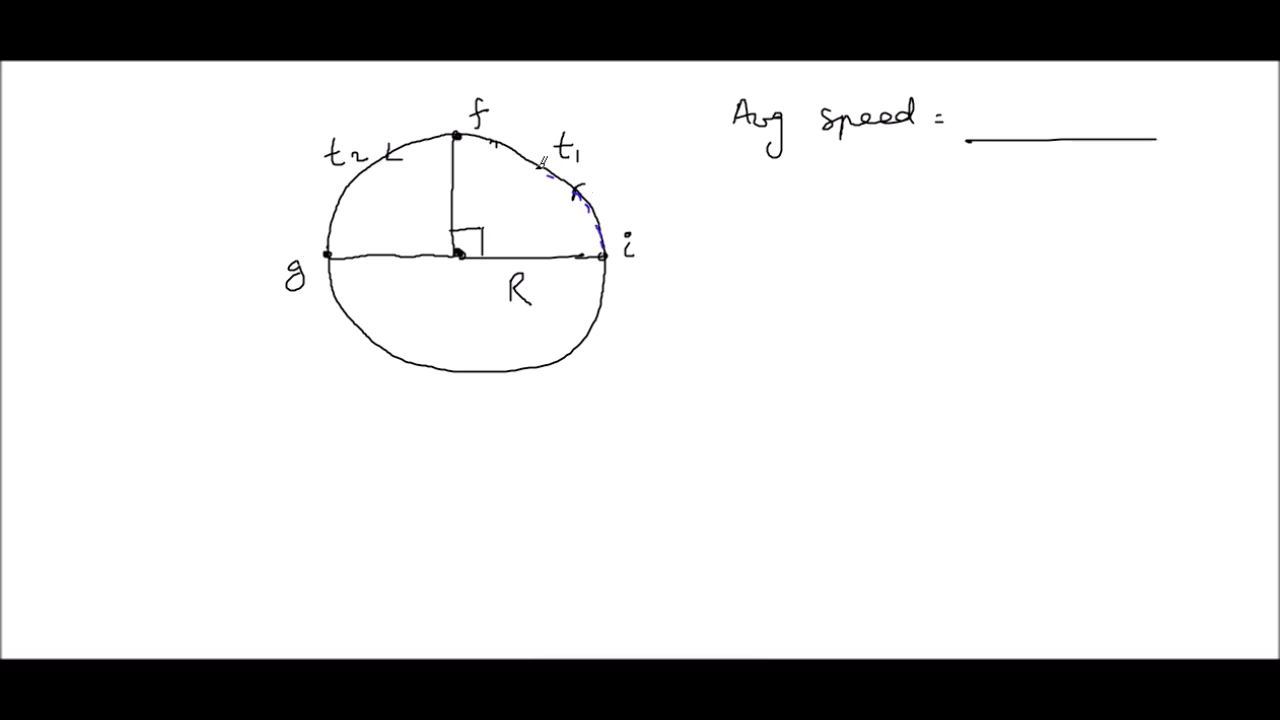 f
Avg speed =
t₂
t₁
i
g
R